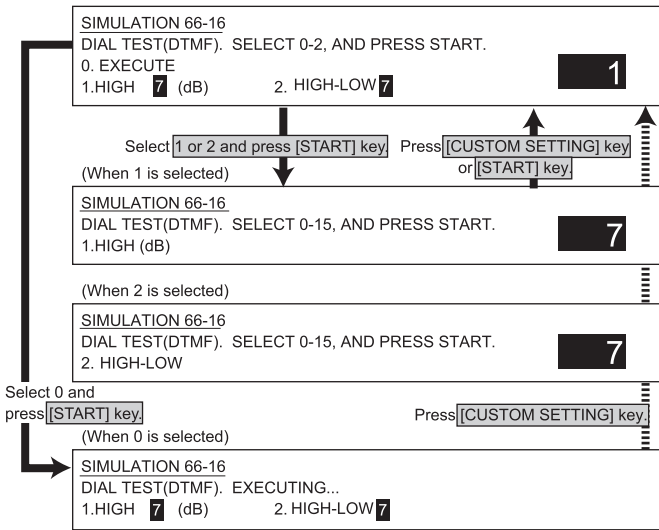 SIMULATION 66-16
DIAL TEST(DTMF). SELECT 0-2, AND PRESS START.
0. EXECUTE
1.HIGH 7 (dB) 2. HIGH-LOW 7
1
Select 1 or 2 and press [START] key.
Press [CUSTOM SETTING] key
or [START] key.
(When 1 is selected)
SIMULATION 66-16
DIAL TEST(DTMF). SELECT 0-15, AND PRESS START.
1.HIGH (dB)
7
(When 2 is selected)
SIMULATION 66-16
DIAL TEST(DTMF). SELECT 0-15, AND PRESS START.
2. HIGH-LOW
7
Select 0 and
press [START] key.
Press [CUSTOM SETTING] key.
(When 0 is selected)
SIMULATION 66-16
DIAL TEST(DTMF). EXECUTING...
1.HIGH 7 (dB) 2. HIGH-LOW 7